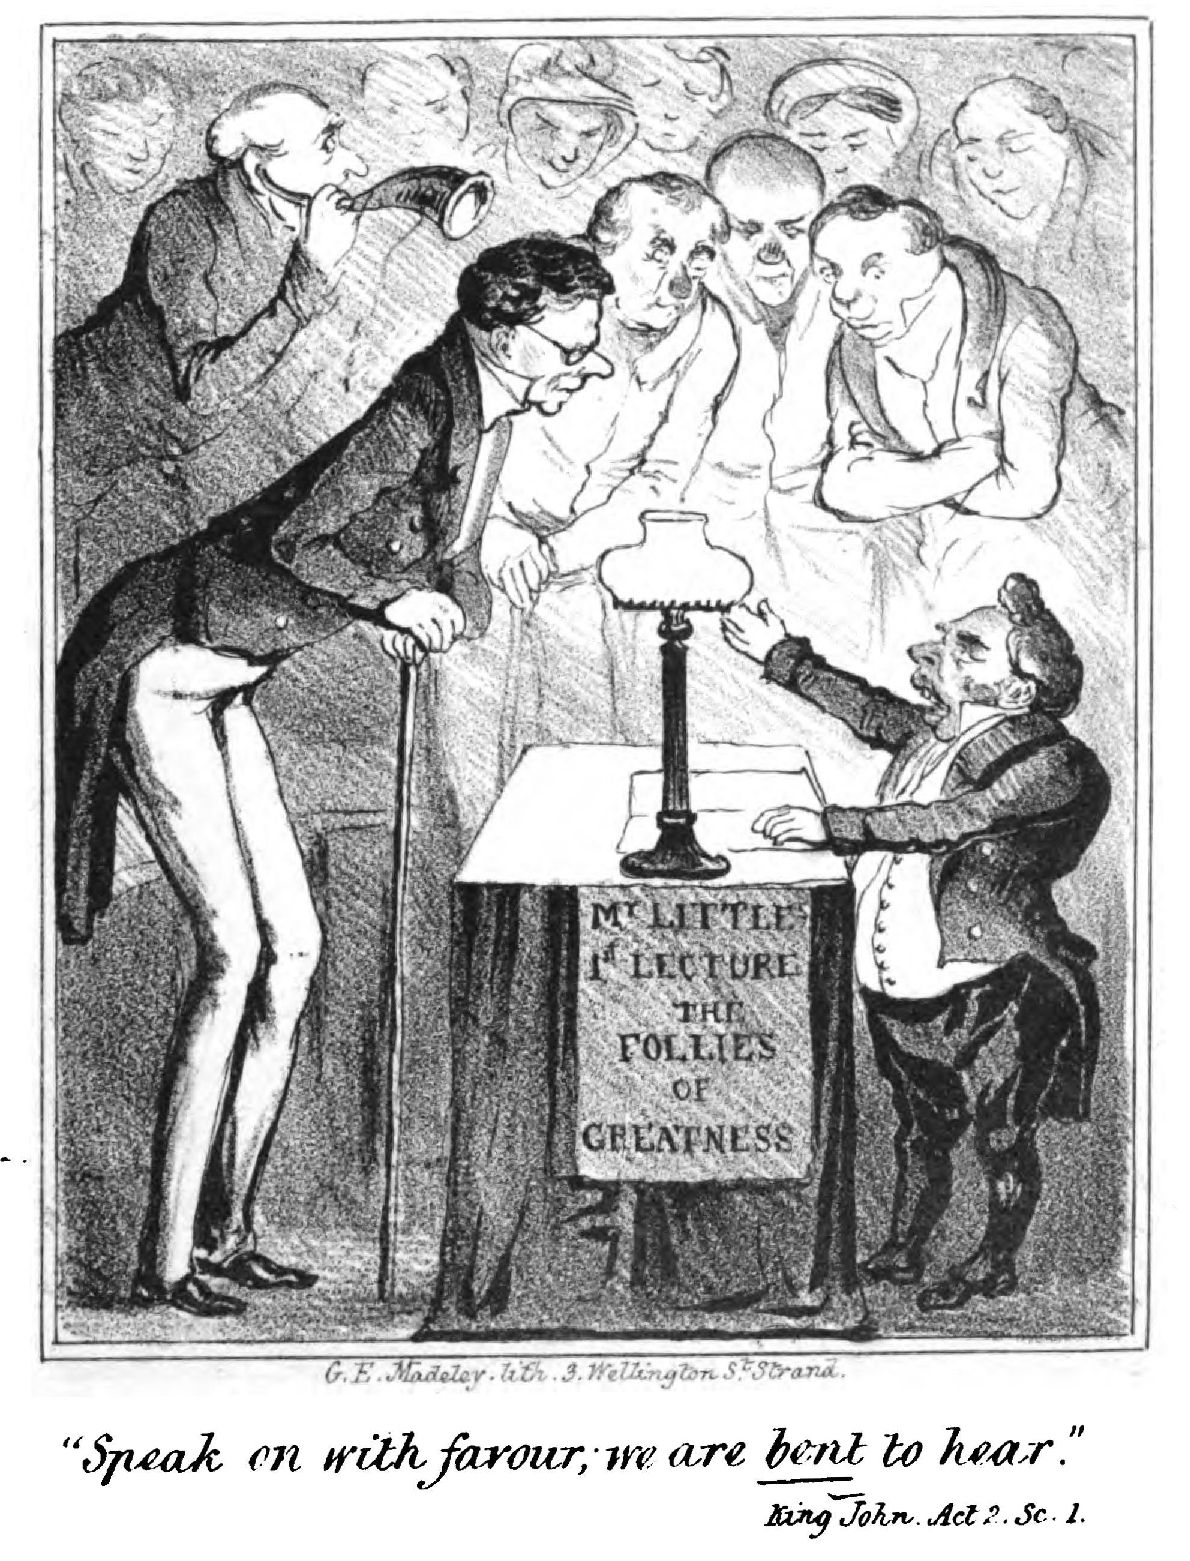 Mr LITTLE'S
1st LECTURE
THE
FOLLIES
OF
GREATNESS
G. E. Madeley. lith. 3. Wellington St. Strand.
"Speak on with favour; we are bent to hear."
King John. Act 2. Sc. 1.